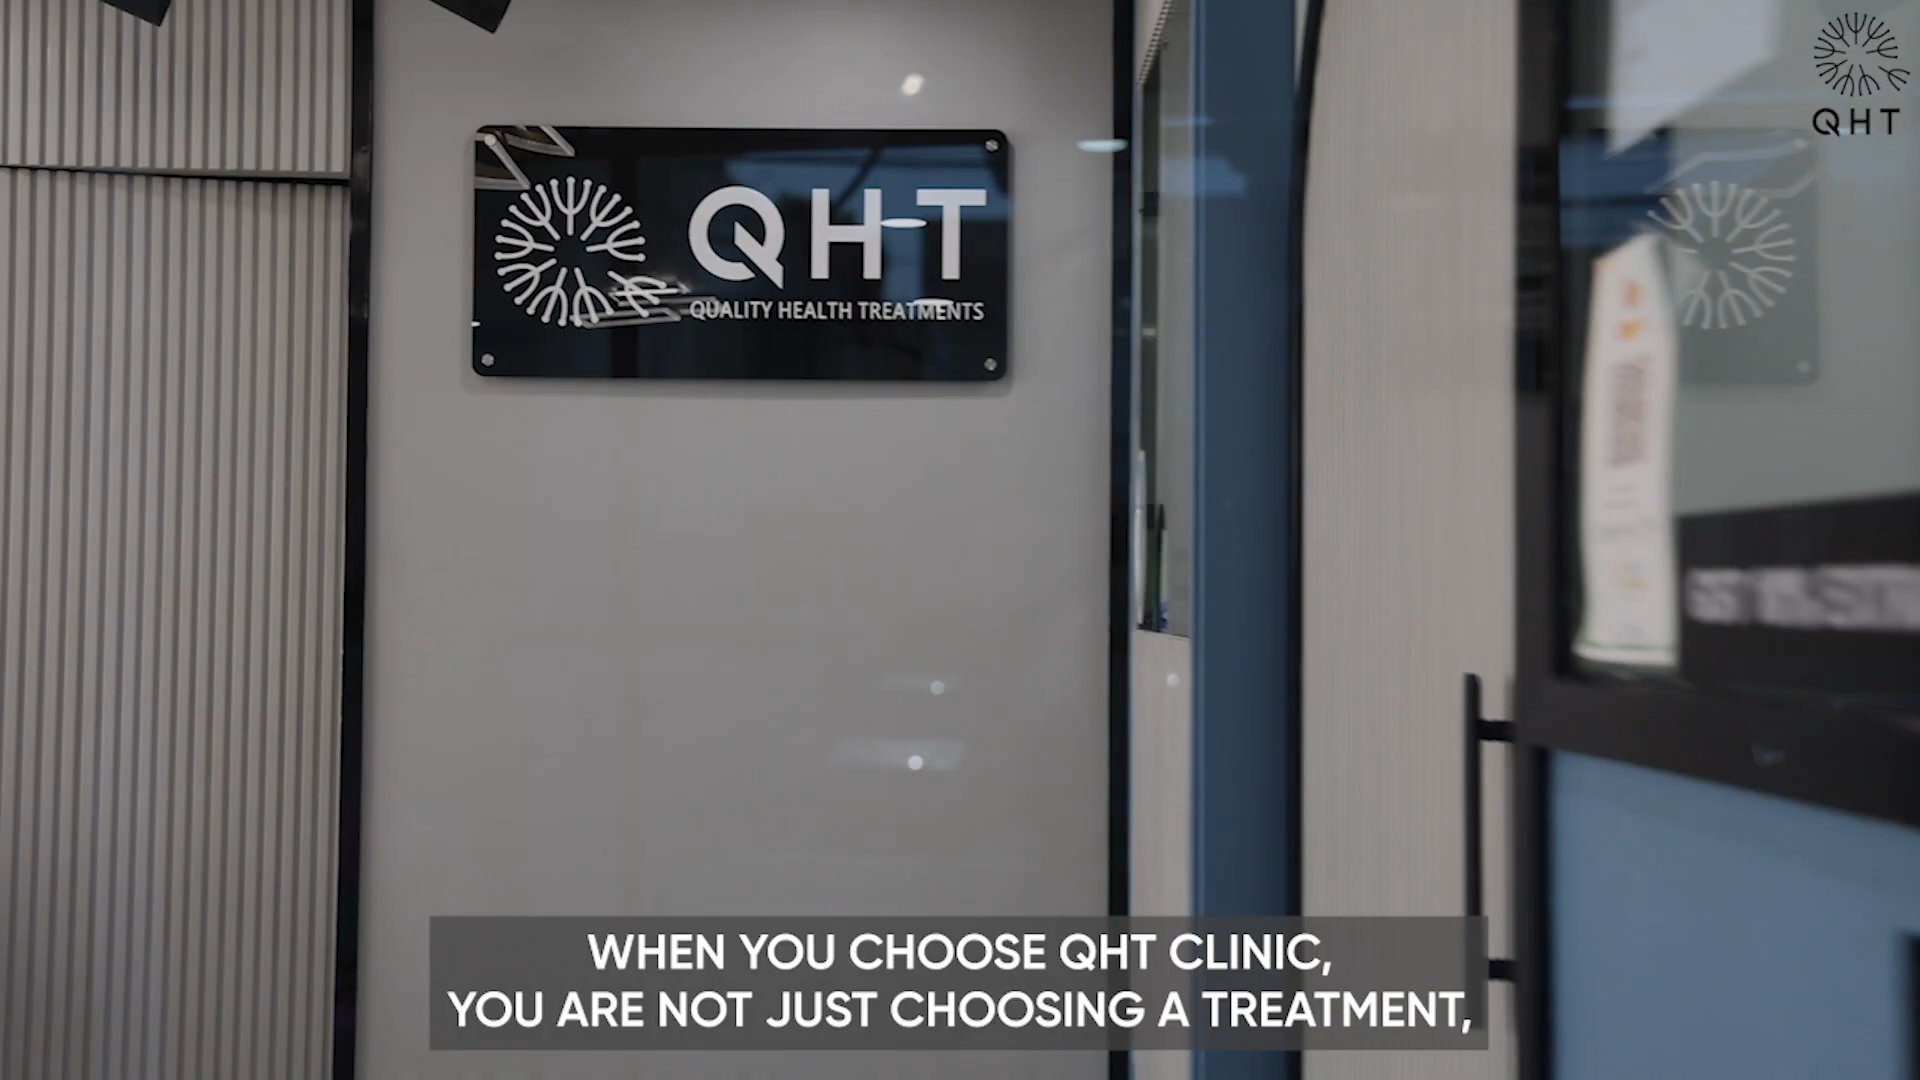 QHT
QUALITY HEALTH TREATMENTS
QHT
WHEN YOU CHOOSE QHT CLINIC,
YOU ARE NOT JUST CHOOSING A TREATMENT,